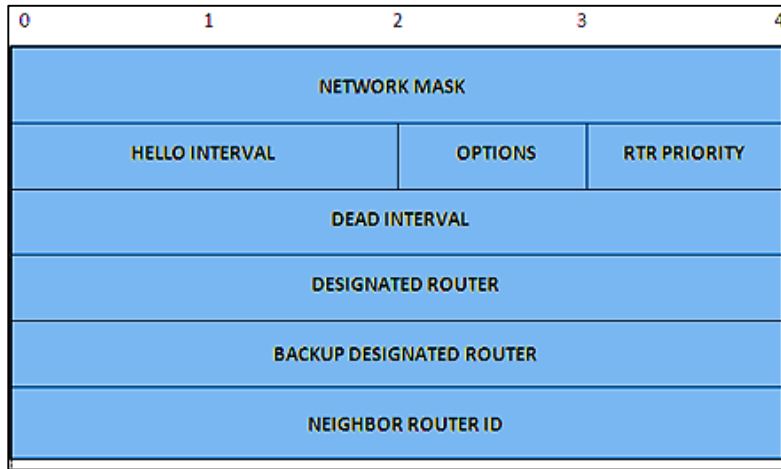 0 1 2 3 4
NETWORK MASK
HELLO INTERVAL OPTIONS RTR PRIORITY
DEAD INTERVAL
DESIGNATED ROUTER
BACKUP DESIGNATED ROUTER
NEIGHBOR ROUTER ID